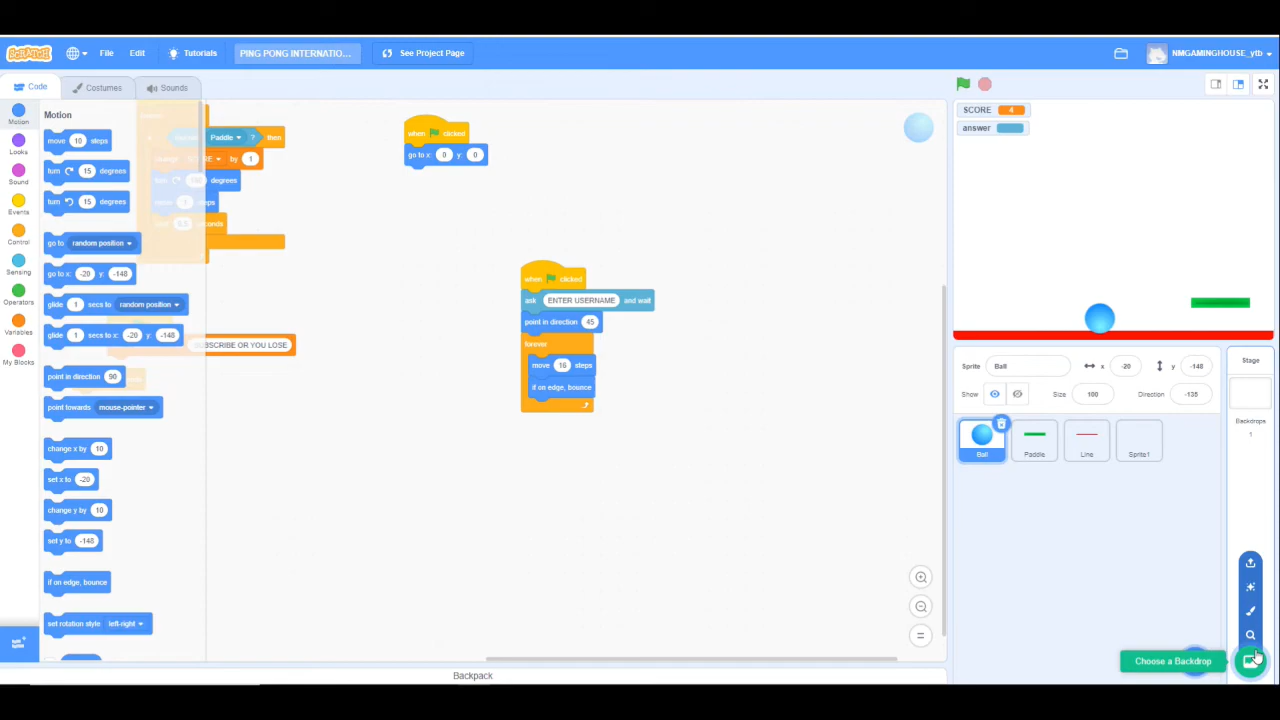 SCRATCH File Edit Tutorials PING PONG INTERNATIO... See Project Page NMGAMINGHOUSE_ytb
Code Costumes Sounds
Motion
Looks
Sound
Events
Control
Sensing
Operators
Variables
My Blocks
Motion
move 10 steps
turn 15 degrees
turn 15 degrees
go to random position
go to x: -20 y: -148
glide 1 secs to random position
glide 1 secs to x: -20 y: -148
point in direction 90
point towards mouse-pointer
change x by 10
set x to -20
change y by 10
set y to -148
if on edge, bounce
set rotation style left-right
Paddle ? then
by 1
degrees
SUBSCRIBE OR YOU LOSE
when clicked
go to x: 0 y: 0
when clicked
ask ENTER USERNAME and wait
point in direction 45
forever
move 16 steps
if on edge, bounce
SCORE 4
answer
Sprite Ball x -20 y -148
Show Size 100 Direction -135
Ball Paddle Line Sprite1
Stage
Backdrops
1
Choose a Backdrop
Backpack